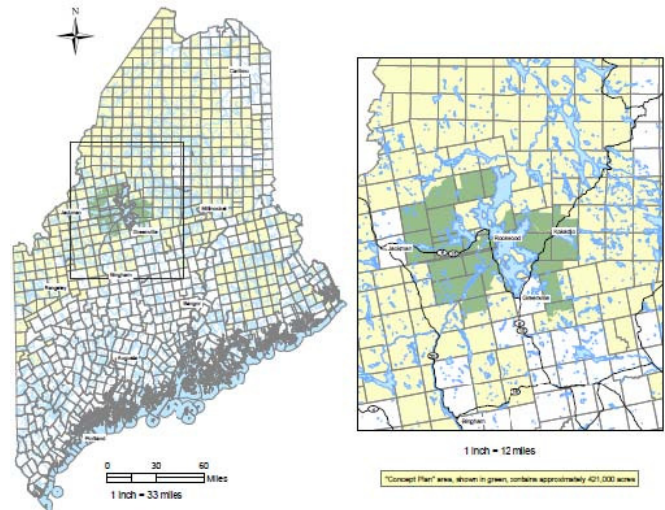 N
Caribou
Jackman
Greenville
Millinocket
Bingham
Rangeley
Bangor
Augusta
Portland
0 15 30 60
Miles
1 inch = 33 miles
Jackman
Rockwood
Kokadjo
Greenville
Bingham
1 inch = 12 miles
"Concept Plan" area, shown in green, contains approximately 421,000 acres